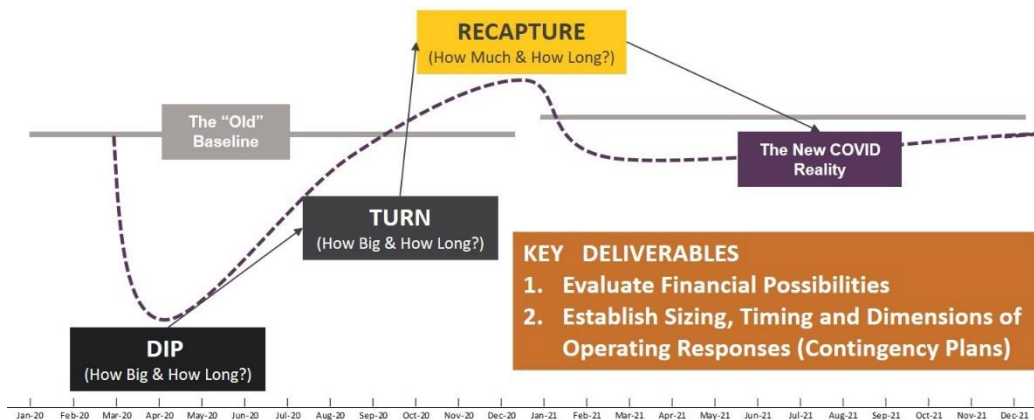 RECAPTURE
(How Much & How Long?)
The “Old”
Baseline
The New COVID
Reality
TURN
(How Big & How Long?)
DIP
(How Big & How Long?)
KEY DELIVERABLES
1. Evaluate Financial Possibilities
2. Establish Sizing, Timing and Dimensions of
Operating Responses (Contingency Plans)
Jan-20 Feb-20 Mar-20 Apr-20 May-20 Jun-20 Jul-20 Aug-20 Sep-20 Oct-20 Nov-20 Dec-20 Jan-21 Feb-21 Mar-21 Apr-21 May-21 Jun-21 Jul-21 Aug-21 Sep-21 Oct-21 Nov-21 Dec-21